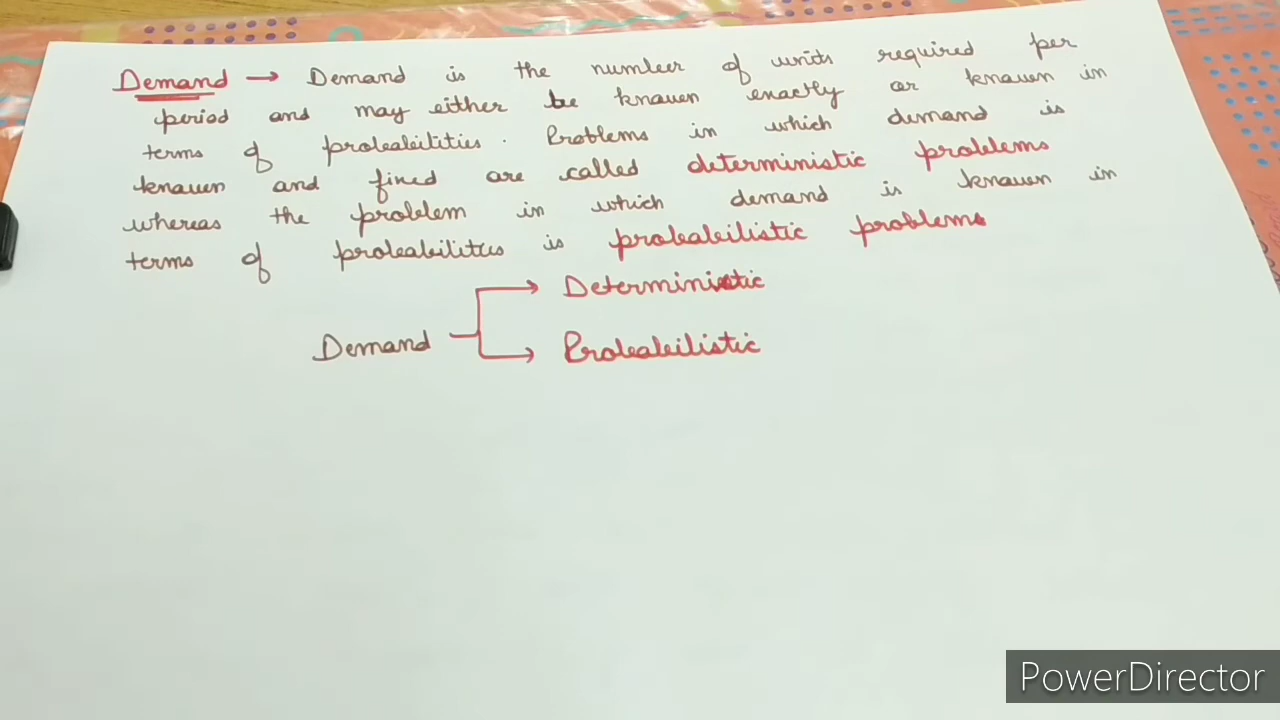 Demand → Demand is the number of units required per
period and may either be known exactly or known in
terms of probabilities. Problems in which demand is
known and fixed are called deterministic problems
whereas the problem in which demand is known in
terms of probabilities is probabilistic problems
Deterministic
Demand
Probabilistic
PowerDirector